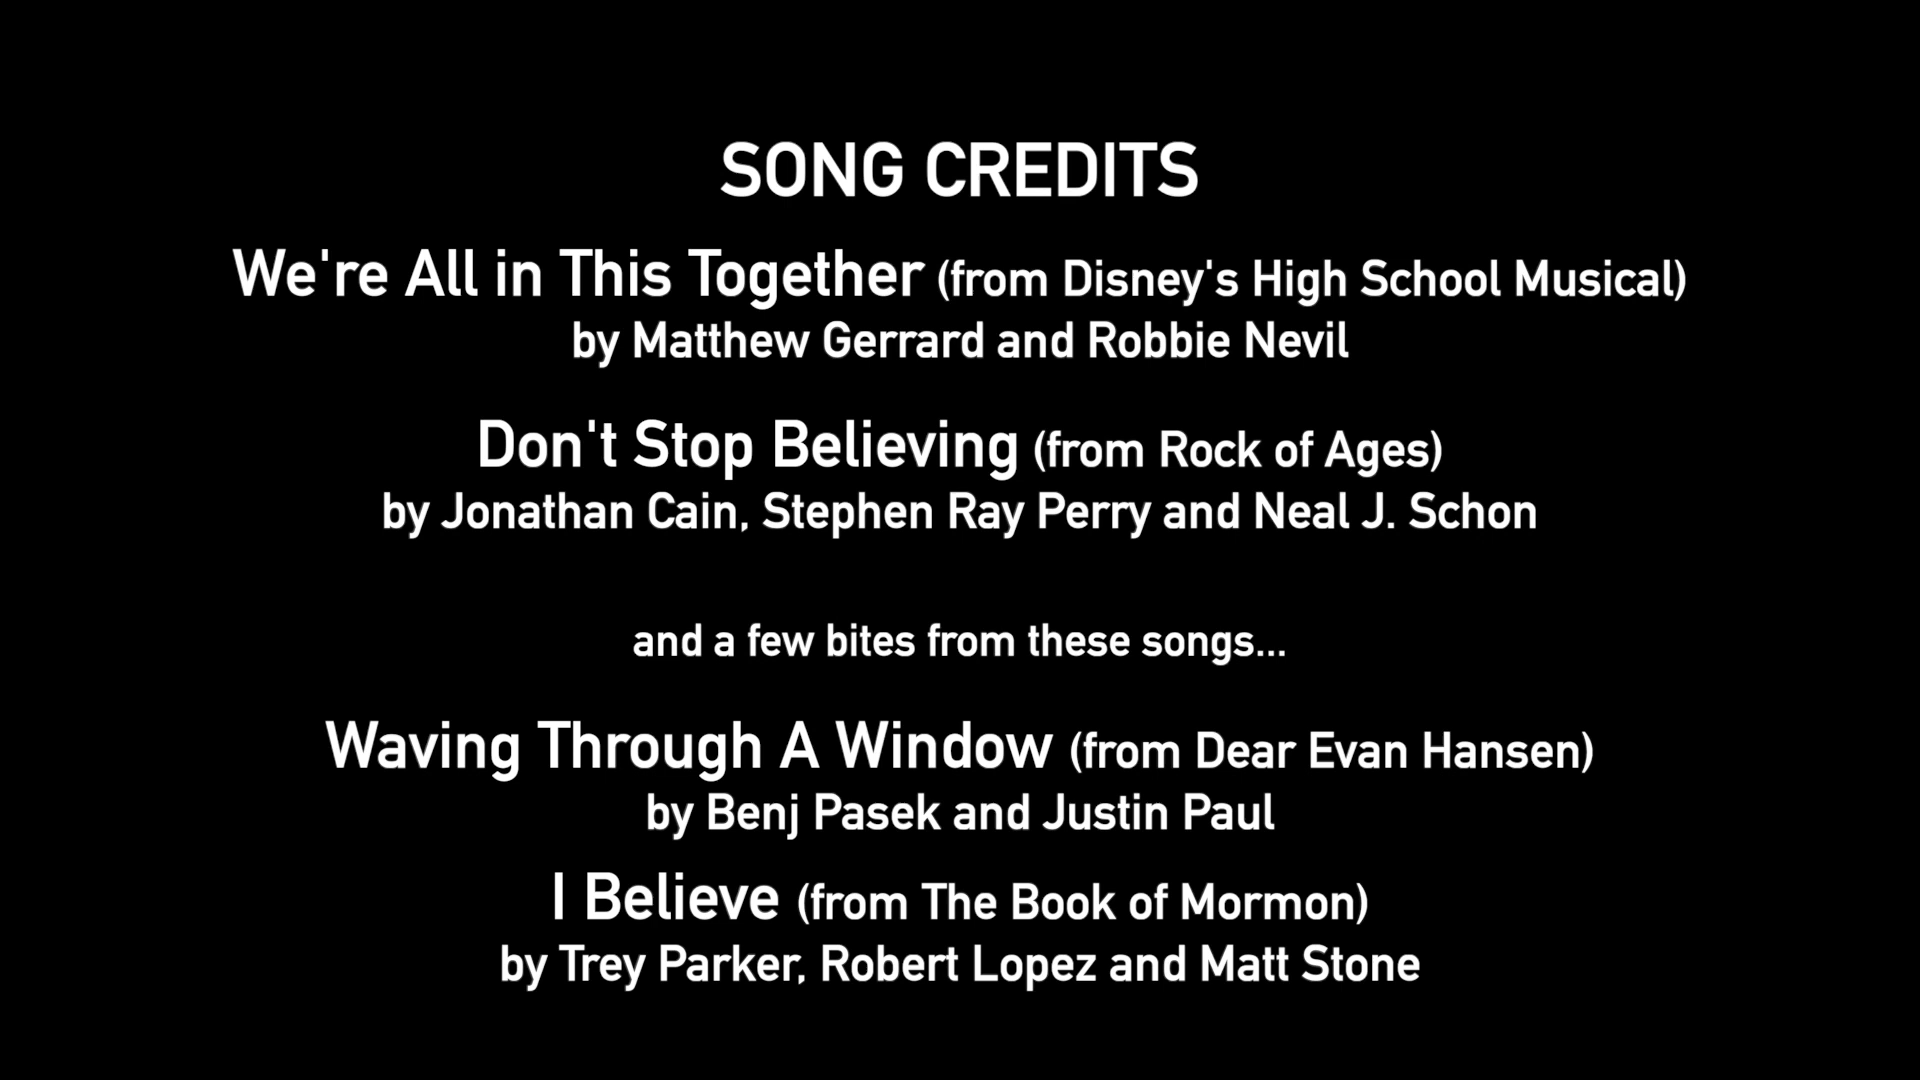 SONG CREDITS
We're All in This Together (from Disney's High School Musical)
by Matthew Gerrard and Robbie Nevil
Don't Stop Believing (from Rock of Ages)
by Jonathan Cain, Stephen Ray Perry and Neal J. Schon
and a few bites from these songs...
Waving Through A Window (from Dear Evan Hansen)
by Benj Pasek and Justin Paul
I Believe (from The Book of Mormon)
by Trey Parker, Robert Lopez and Matt Stone